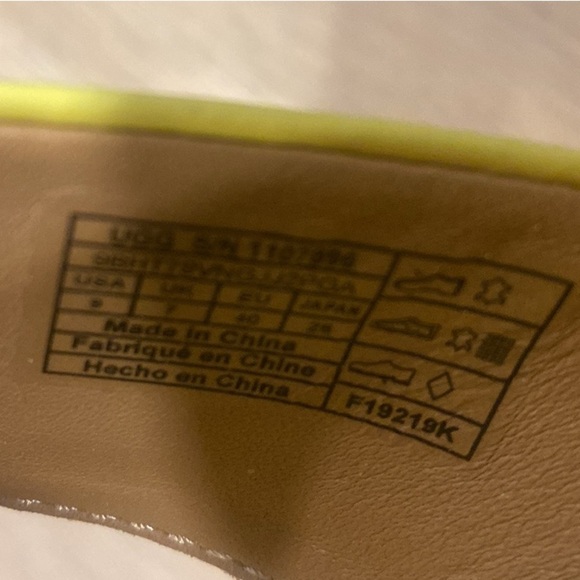 UGG S/N
USA UK EU JAPAN
9 7 40 26
Made in China
Fabriqué en Chine
Hecho en China
F19219K